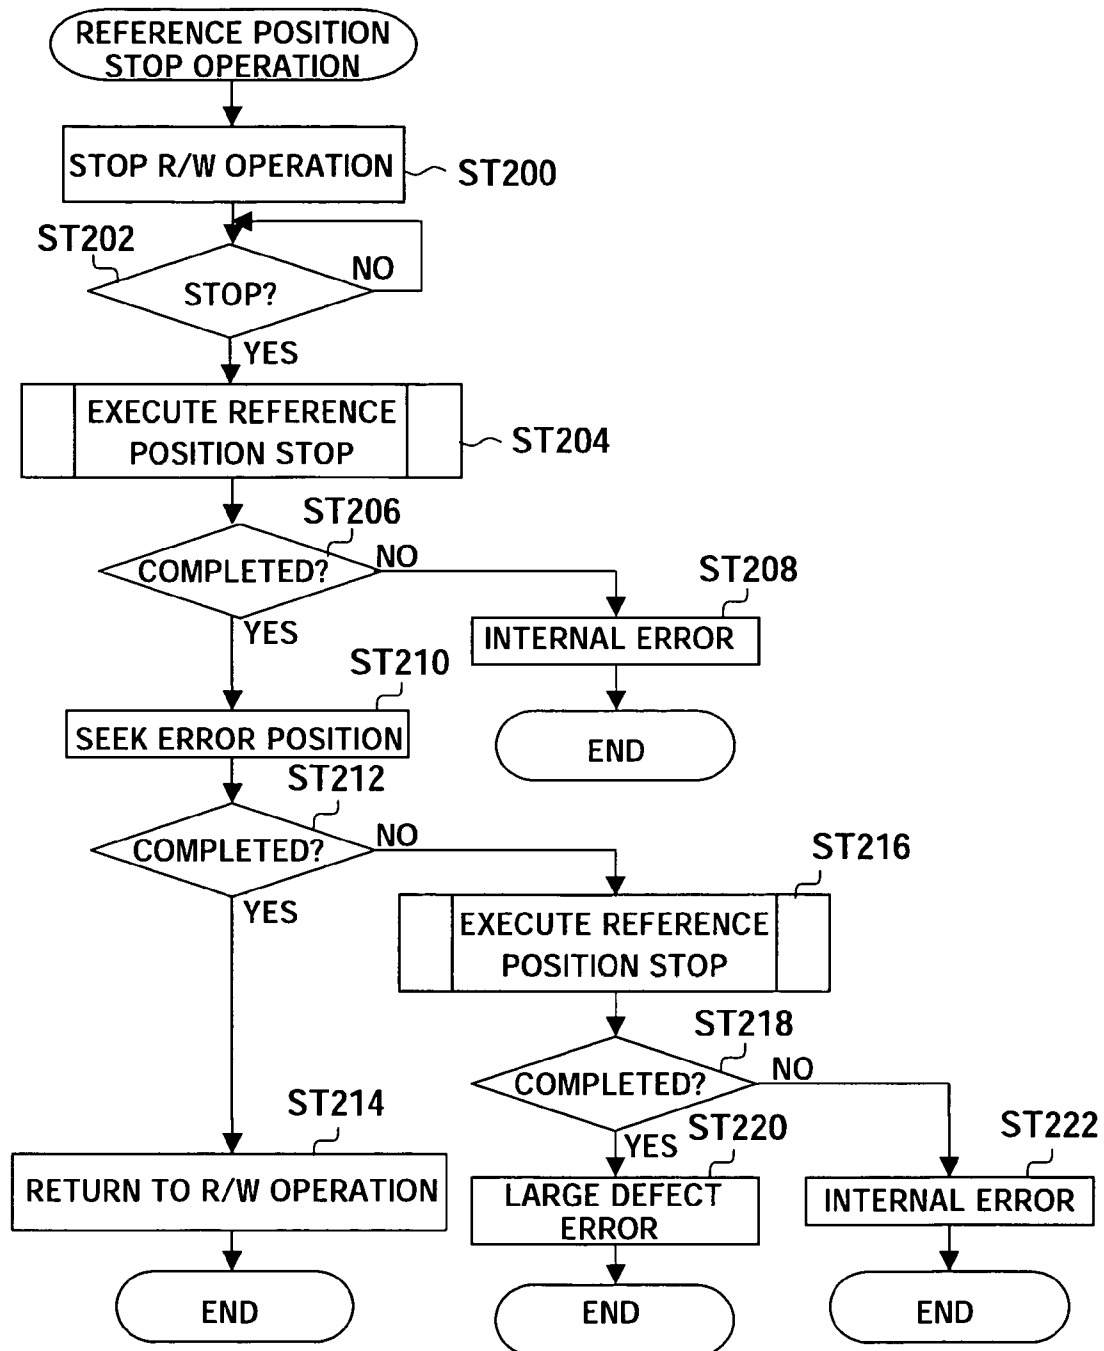 REFERENCE POSITION
STOP OPERATION
STOP R/W OPERATION
ST200
ST202
NO
STOP?
YES
EXECUTE REFERENCE
POSITION STOP
ST204
ST206
COMPLETED?
NO
ST208
YES
INTERNAL ERROR
ST210
SEEK ERROR POSITION
END
ST212
COMPLETED?
NO
ST216
YES
EXECUTE REFERENCE
POSITION STOP
ST218
COMPLETED?
NO
ST214
YES
ST220
ST222
RETURN TO R/W OPERATION
LARGE DEFECT
ERROR
INTERNAL ERROR
END
END
END